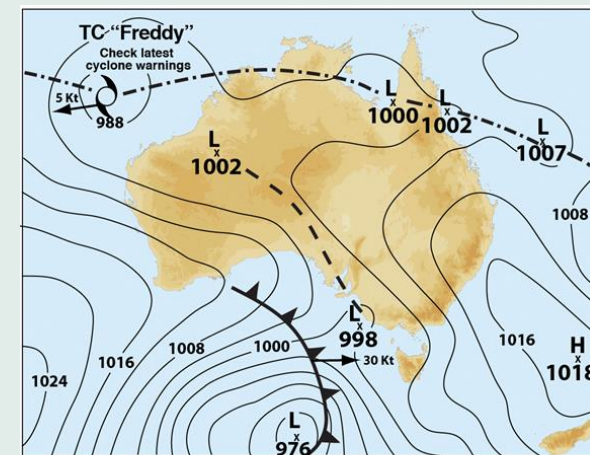 TC “Freddy”
Check latest
cyclone warnings
5 Kt
988
L
1000
L
1002
L
1007
L
1002
1008
L
998
1000
1008
1016
1024
30 Kt
1016
H
1018
L
976